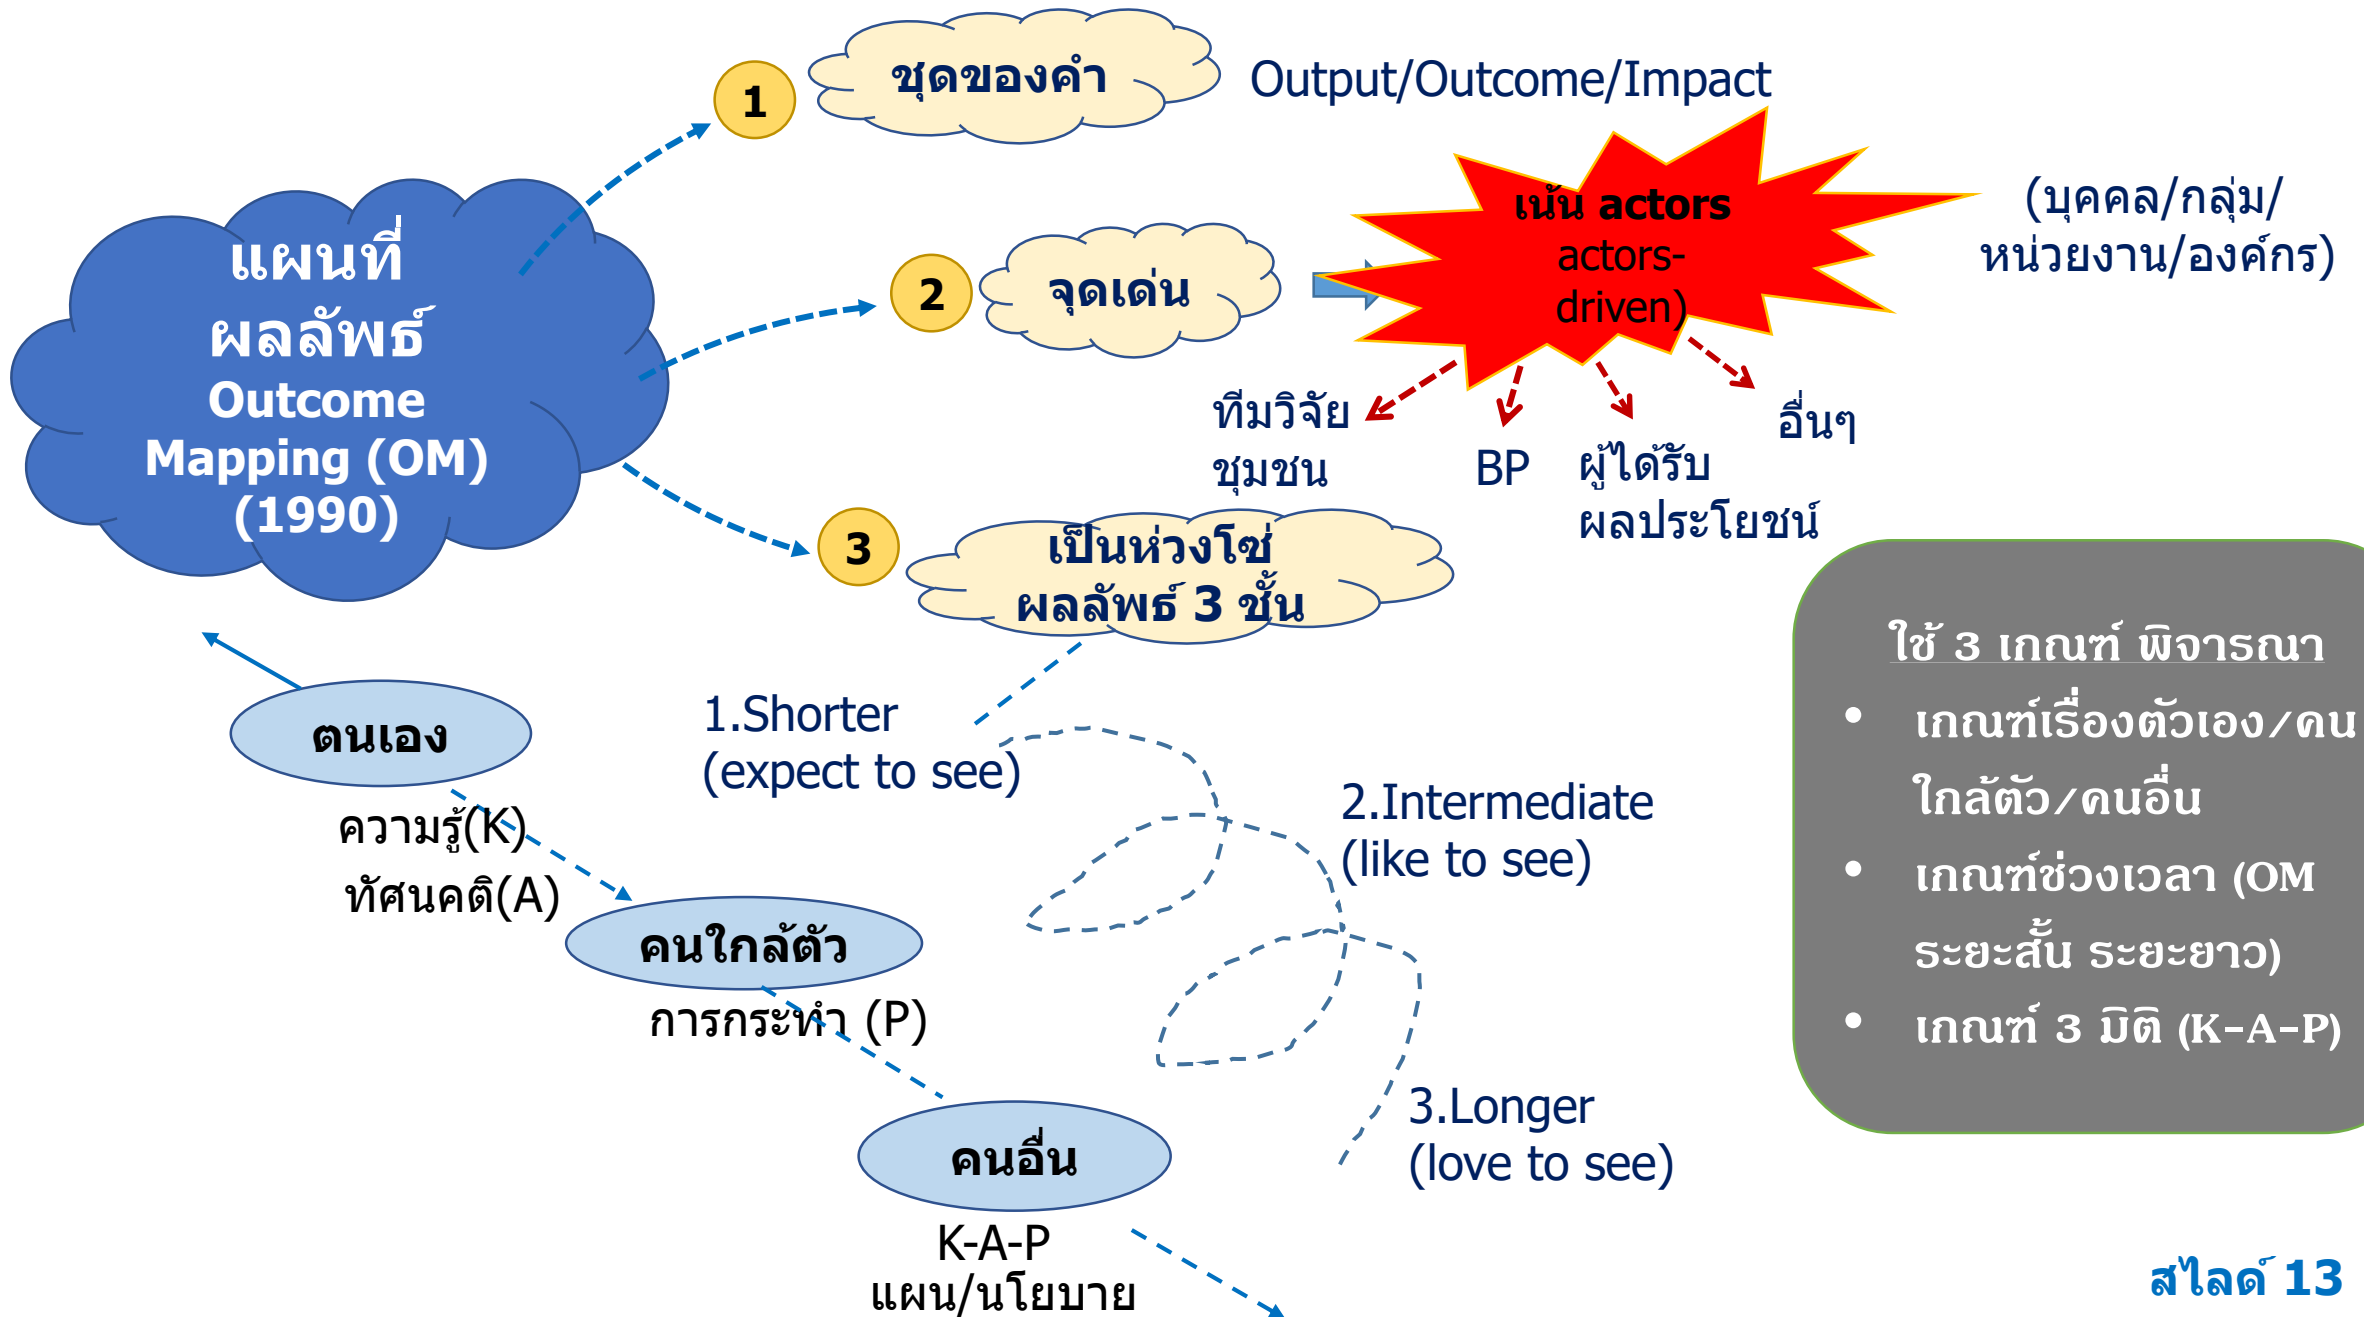 1
ชุดของคำ
Output/Outcome/Impact
แผนที่
ผลลัพธ์
Outcome
Mapping (OM)
(1990)
2
จุดเด่น
เน้น actors
actors-
driven)
(บุคคล/กลุ่ม/
หน่วยงาน/องค์กร)
ทีมวิจัย
ชุมชน
BP
ผู้ได้รับ
ผลประโยชน์
อื่นๆ
3
เป็นห่วงโซ่
ผลลัพธ์ 3 ชั้น
1.Shorter
(expect to see)
2.Intermediate
(like to see)
3.Longer
(love to see)
ตนเอง
ความรู้(K)
ทัศนคติ(A)
คนใกล้ตัว
การกระทำ (P)
คนอื่น
K-A-P
แผน/นโยบาย
ใช้ 3 เกณฑ์ พิจารณา
• เกณฑ์เรื่องตัวเอง/คน
ใกล้ตัว/คนอื่น
• เกณฑ์ช่วงเวลา (OM
ระยะสั้น ระยะยาว)
• เกณฑ์ 3 มิติ (K-A-P)
สไลด์ 13